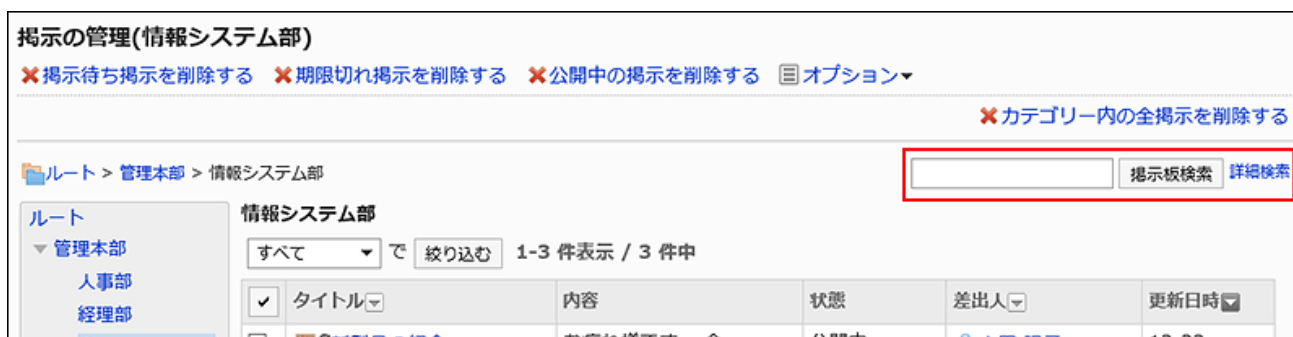 掲示の管理(情報システム部)
掲示待ち掲示を削除する 期限切れ掲示を削除する 公開中の掲示を削除する オプション
カテゴリー内の全掲示を削除する
ルート > 管理本部 > 情報システム部
掲示板検索 詳細検索
ルート
管理本部
人事部
経理部
情報システム部
すべて で 絞り込む 1-3 件表示 / 3 件中
タイトル 内容 状態 差出人 更新日時